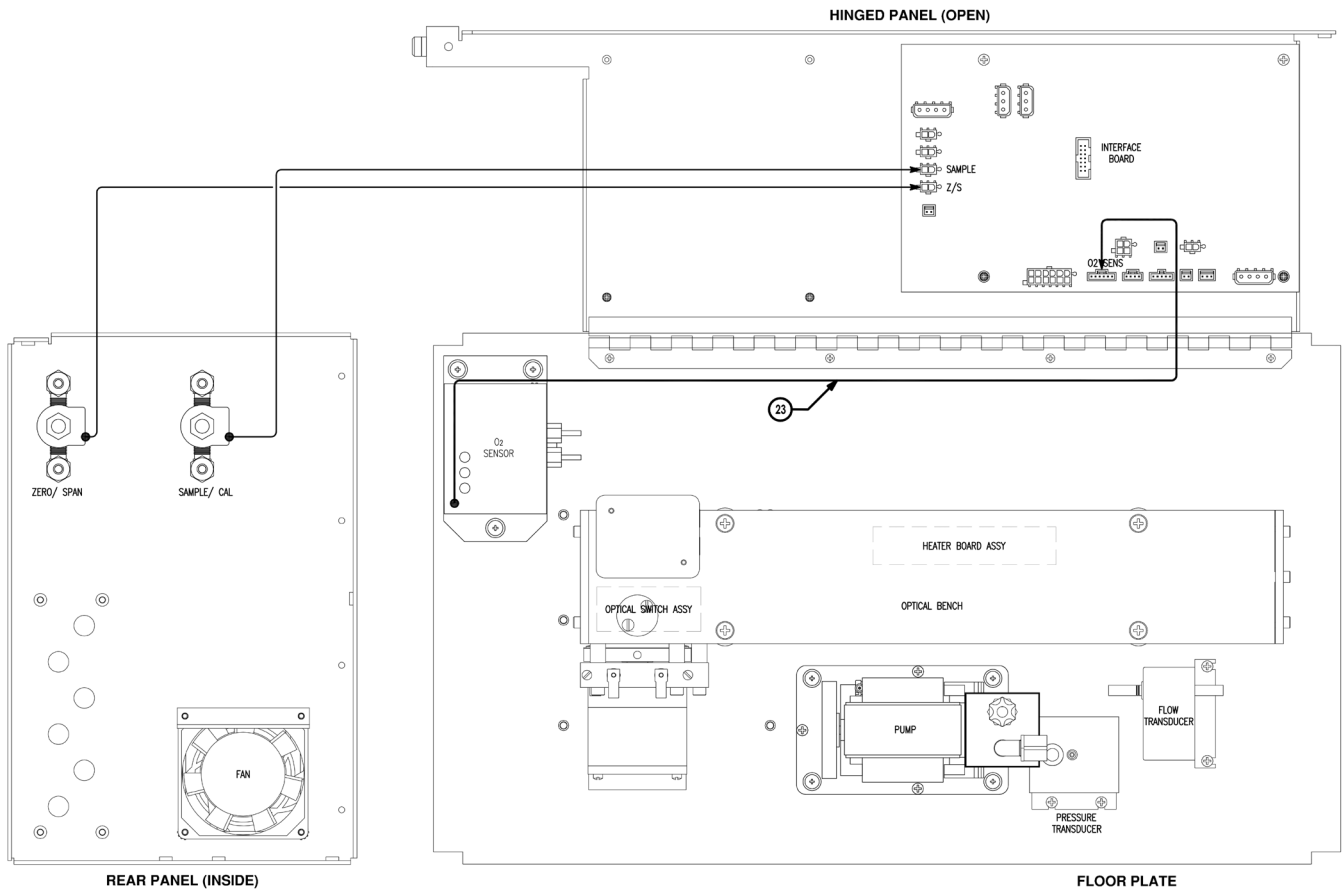 HINGED PANEL (OPEN)
INTERFACE
BOARD
SAMPLE
Z/S
O2 SENS
23
O2
SENSOR
ZERO/ SPAN
SAMPLE/ CAL
HEATER BOARD ASSY
OPTICAL SWITCH ASSY
OPTICAL BENCH
FLOW
TRANSDUCER
PUMP
FAN
PRESSURE
TRANSDUCER
REAR PANEL (INSIDE)
FLOOR PLATE